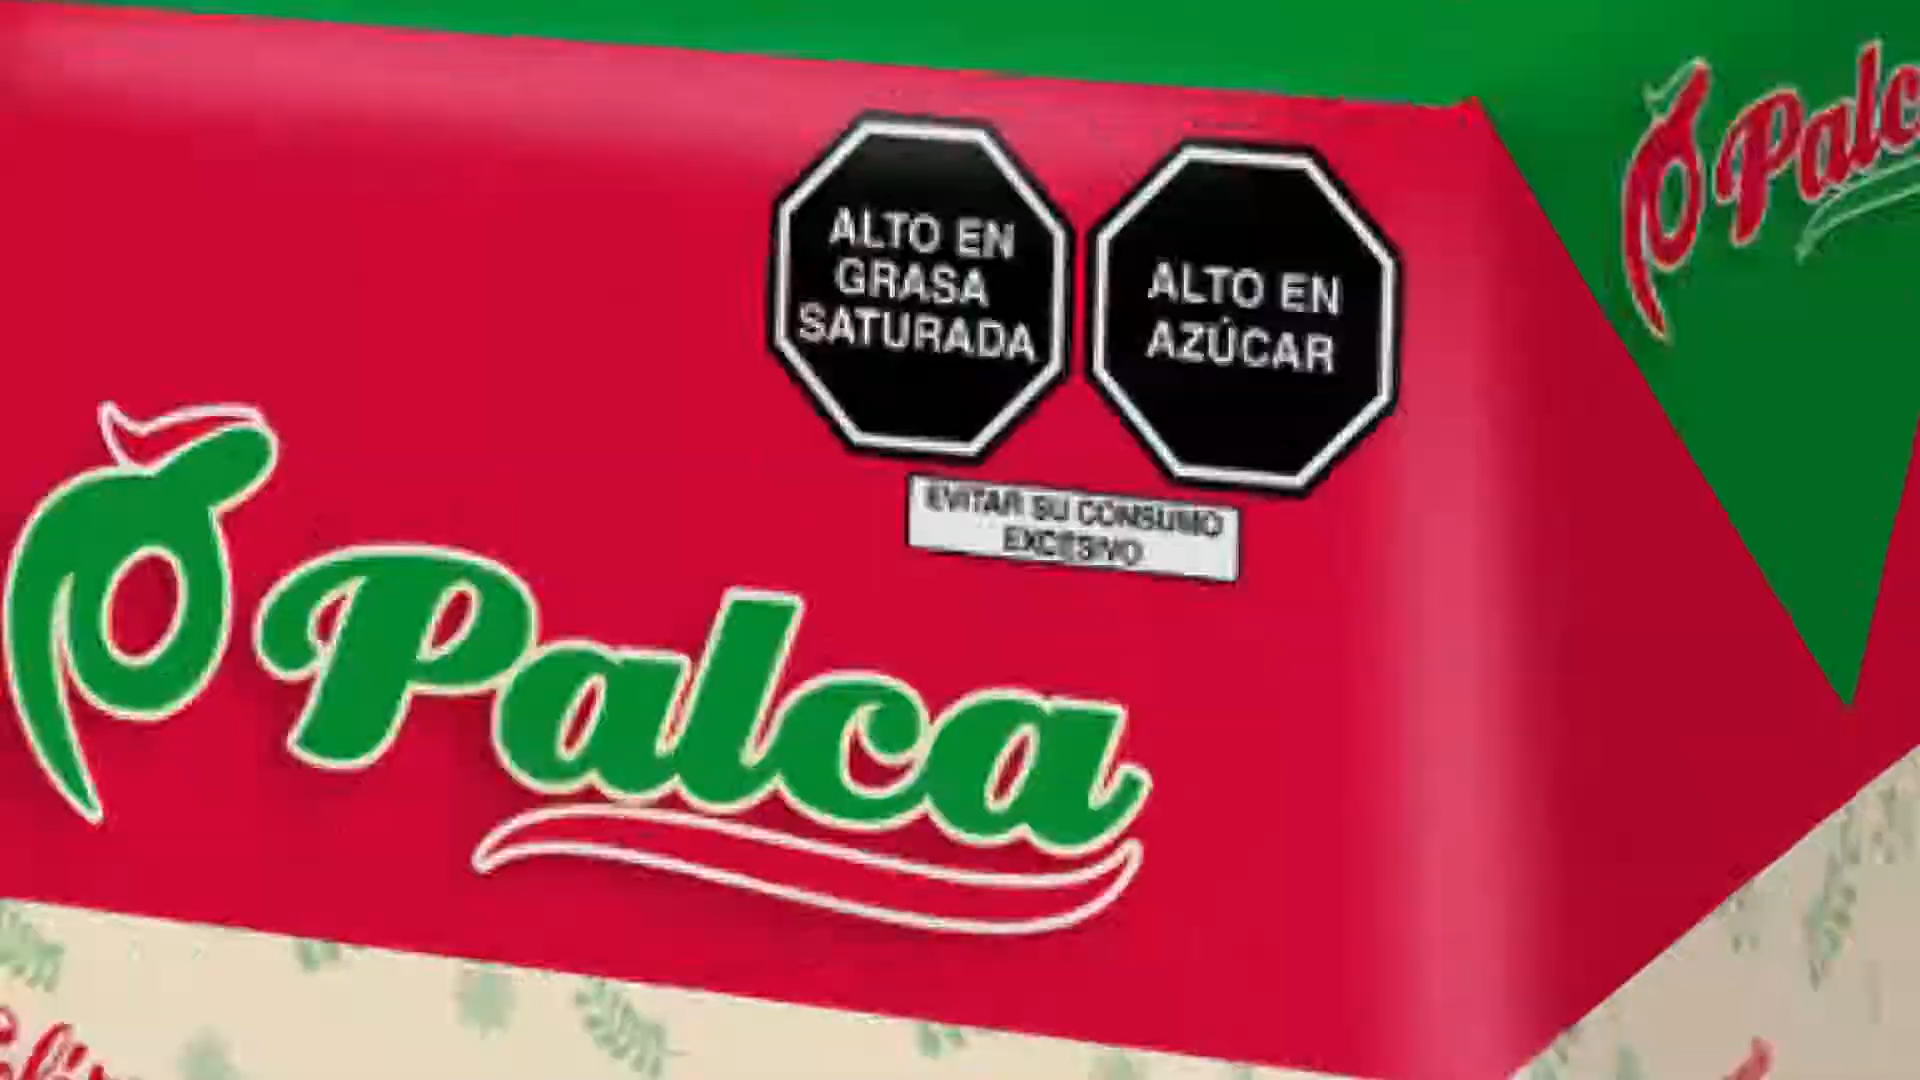 ALTO EN
GRASA
SATURADA
ALTO EN
AZÚCAR
EVITAR SU CONSUMO
EXCESIVO
Palca
Palca